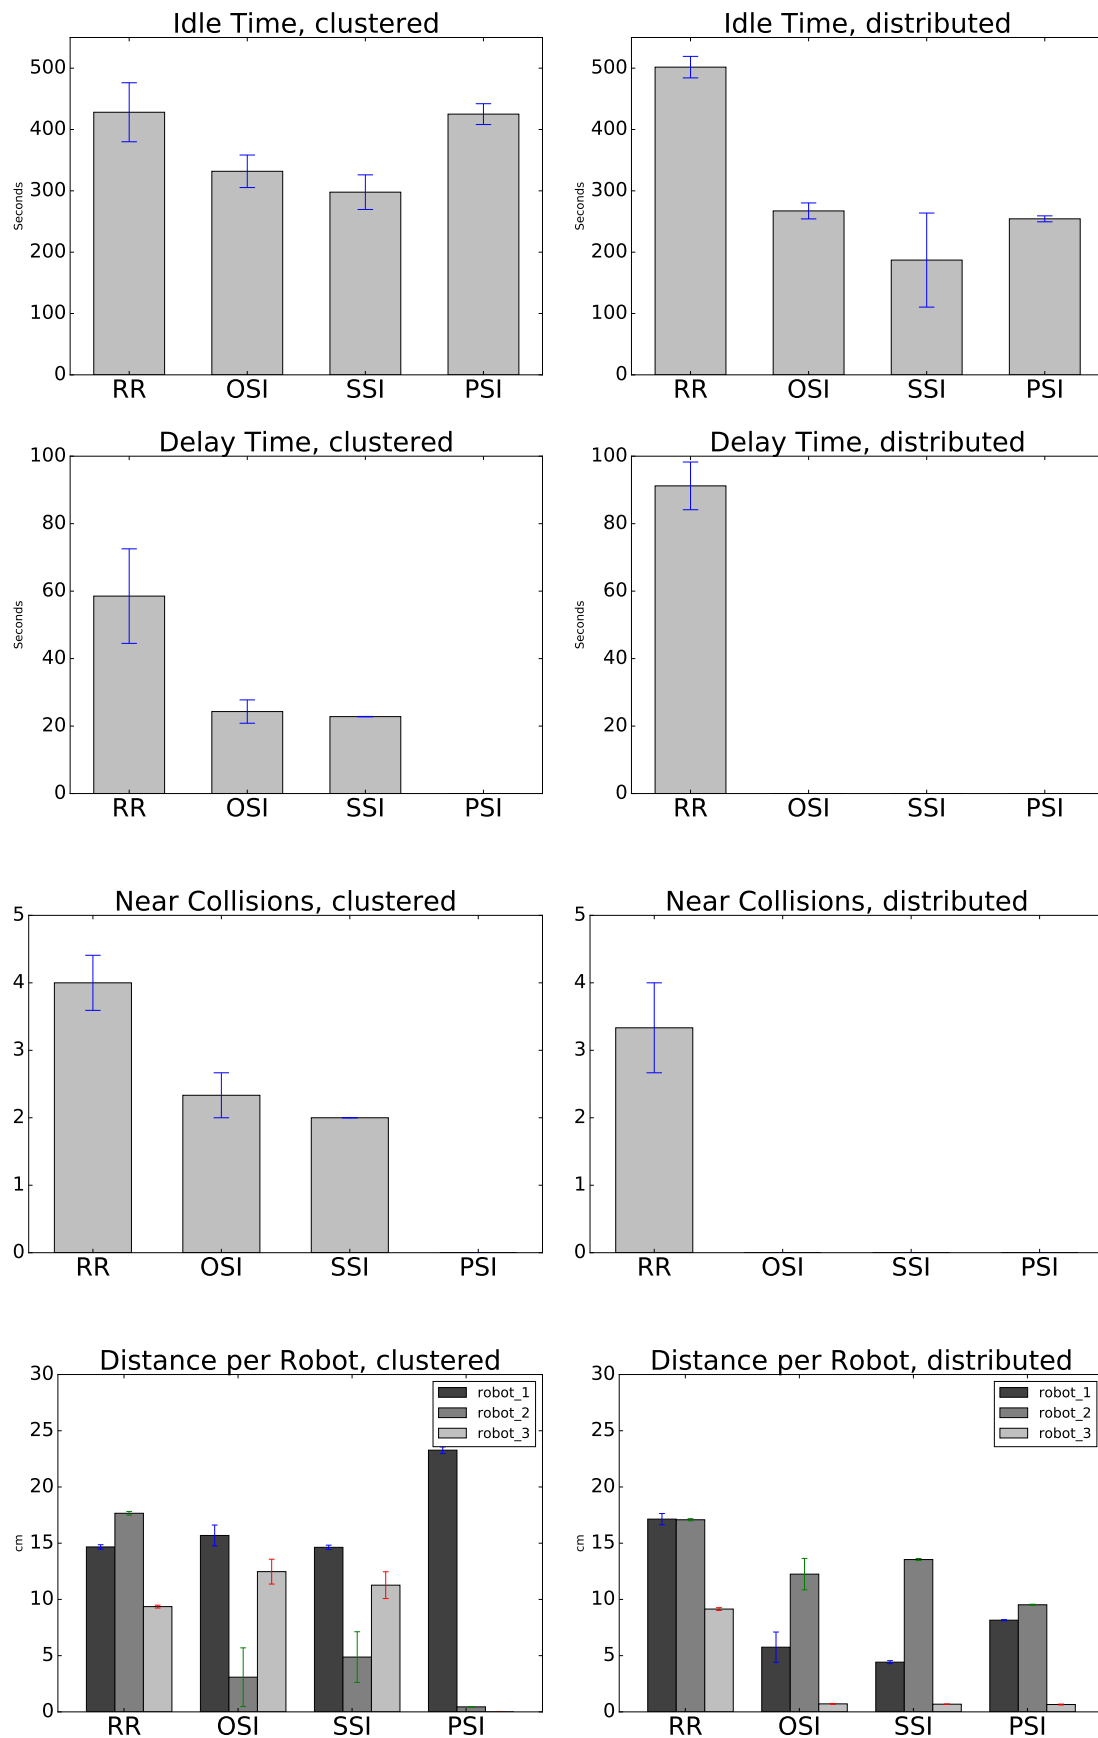 Idle Time, clustered
500
400
300
200
100
0
Seconds
RR OSI SSI PSI
Idle Time, distributed
500
400
300
200
100
0
Seconds
RR OSI SSI PSI
Delay Time, clustered
100
80
60
40
20
0
Seconds
RR OSI SSI PSI
Delay Time, distributed
100
80
60
40
20
0
Seconds
RR OSI SSI PSI
Near Collisions, clustered
5
4
3
2
1
0
RR OSI SSI PSI
Near Collisions, distributed
5
4
3
2
1
0
RR OSI SSI PSI
Distance per Robot, clustered
30
25
20
15
10
5
0
cm
robot_1
robot_2
robot_3
RR OSI SSI PSI
Distance per Robot, distributed
30
25
20
15
10
5
0
cm
robot_1
robot_2
robot_3
RR OSI SSI PSI